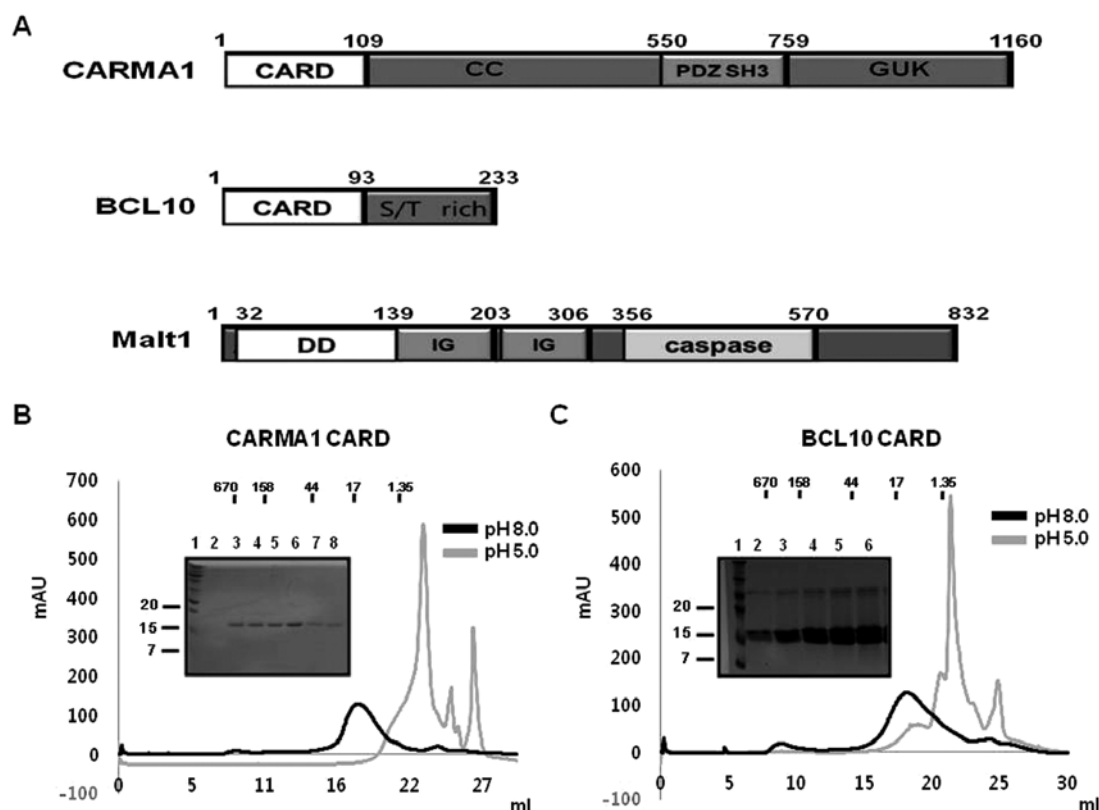 A
1 109 550 759 1160
CARMA1 CARD CC PDZ SH3 GUK
1 93 233
BCL10 CARD S/T rich
1 32 139 203 306 356 570 832
Malt1 DD IG IG caspase
B
CARMA1 CARD
700
600
500
400
300
200
100
0
-100
mAU
670 158 44 17 1.35
pH 8.0
pH 5.0
1 2 3 4 5 6 7 8
20
15
7
0 5 11 17 22 27
ml
C
BCL10 CARD
600
500
400
300
200
100
0
-100
mAU
670 158 44 17 1.35
pH 8.0
pH 5.0
1 2 3 4 5 6
20
15
7
0 5 10 15 20 25 30
ml